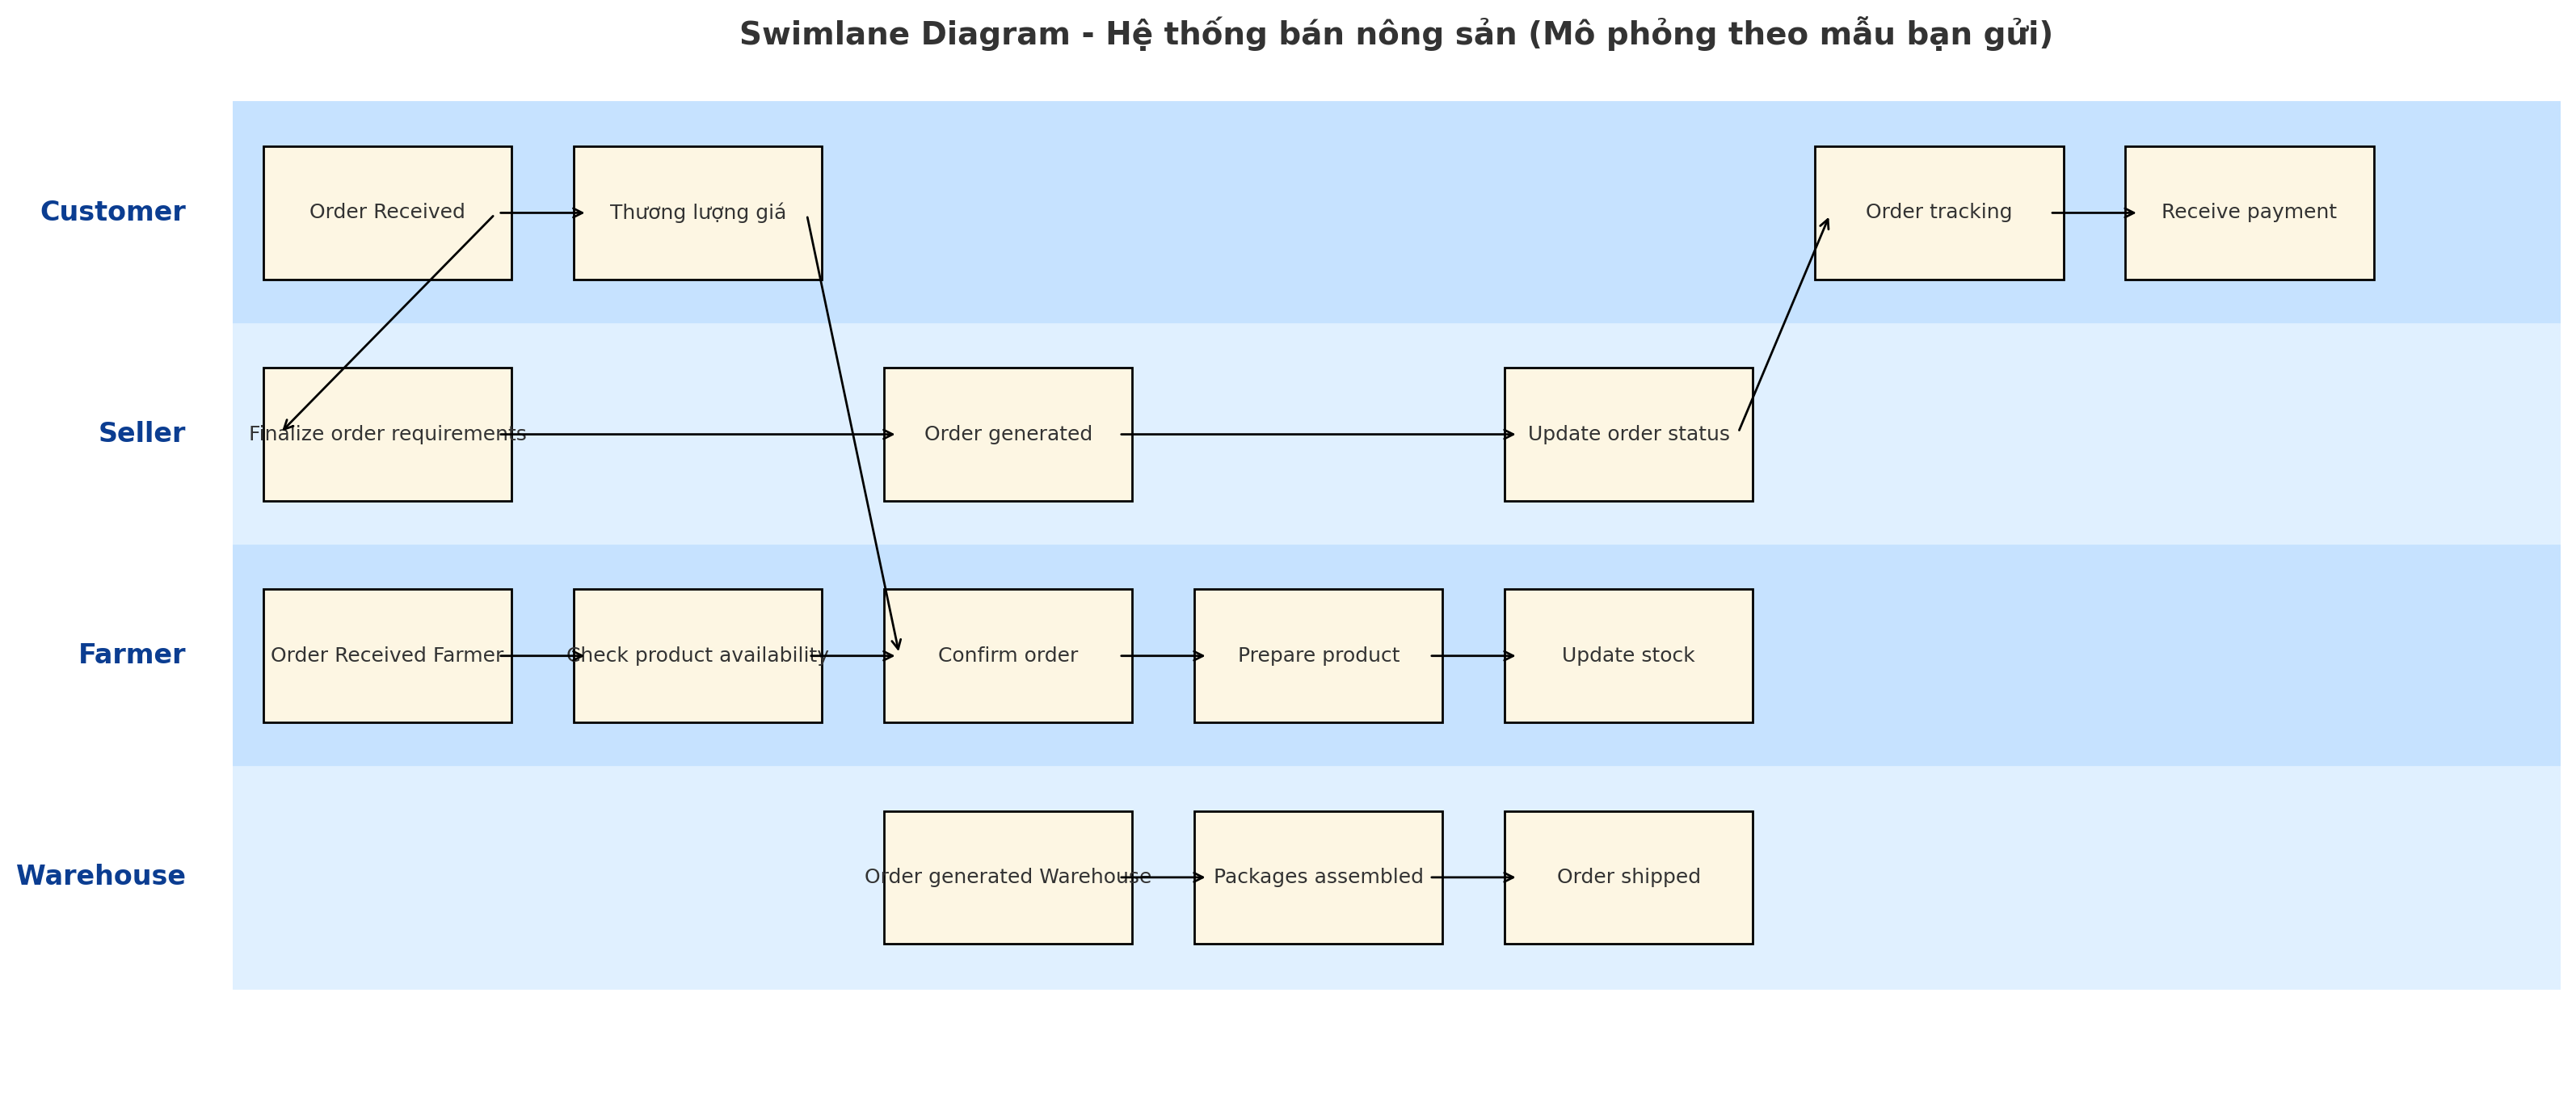 Swimlane Diagram - Hệ thống bán nông sản (Mô phỏng theo mẫu bạn gửi)
Customer
Order Received
Thương lượng giá
Order tracking
Receive payment
Seller
Finalize order requirements
Order generated
Update order status
Farmer
Order Received Farmer
Check product availability
Confirm order
Prepare product
Update stock
Warehouse
Order generated Warehouse
Packages assembled
Order shipped